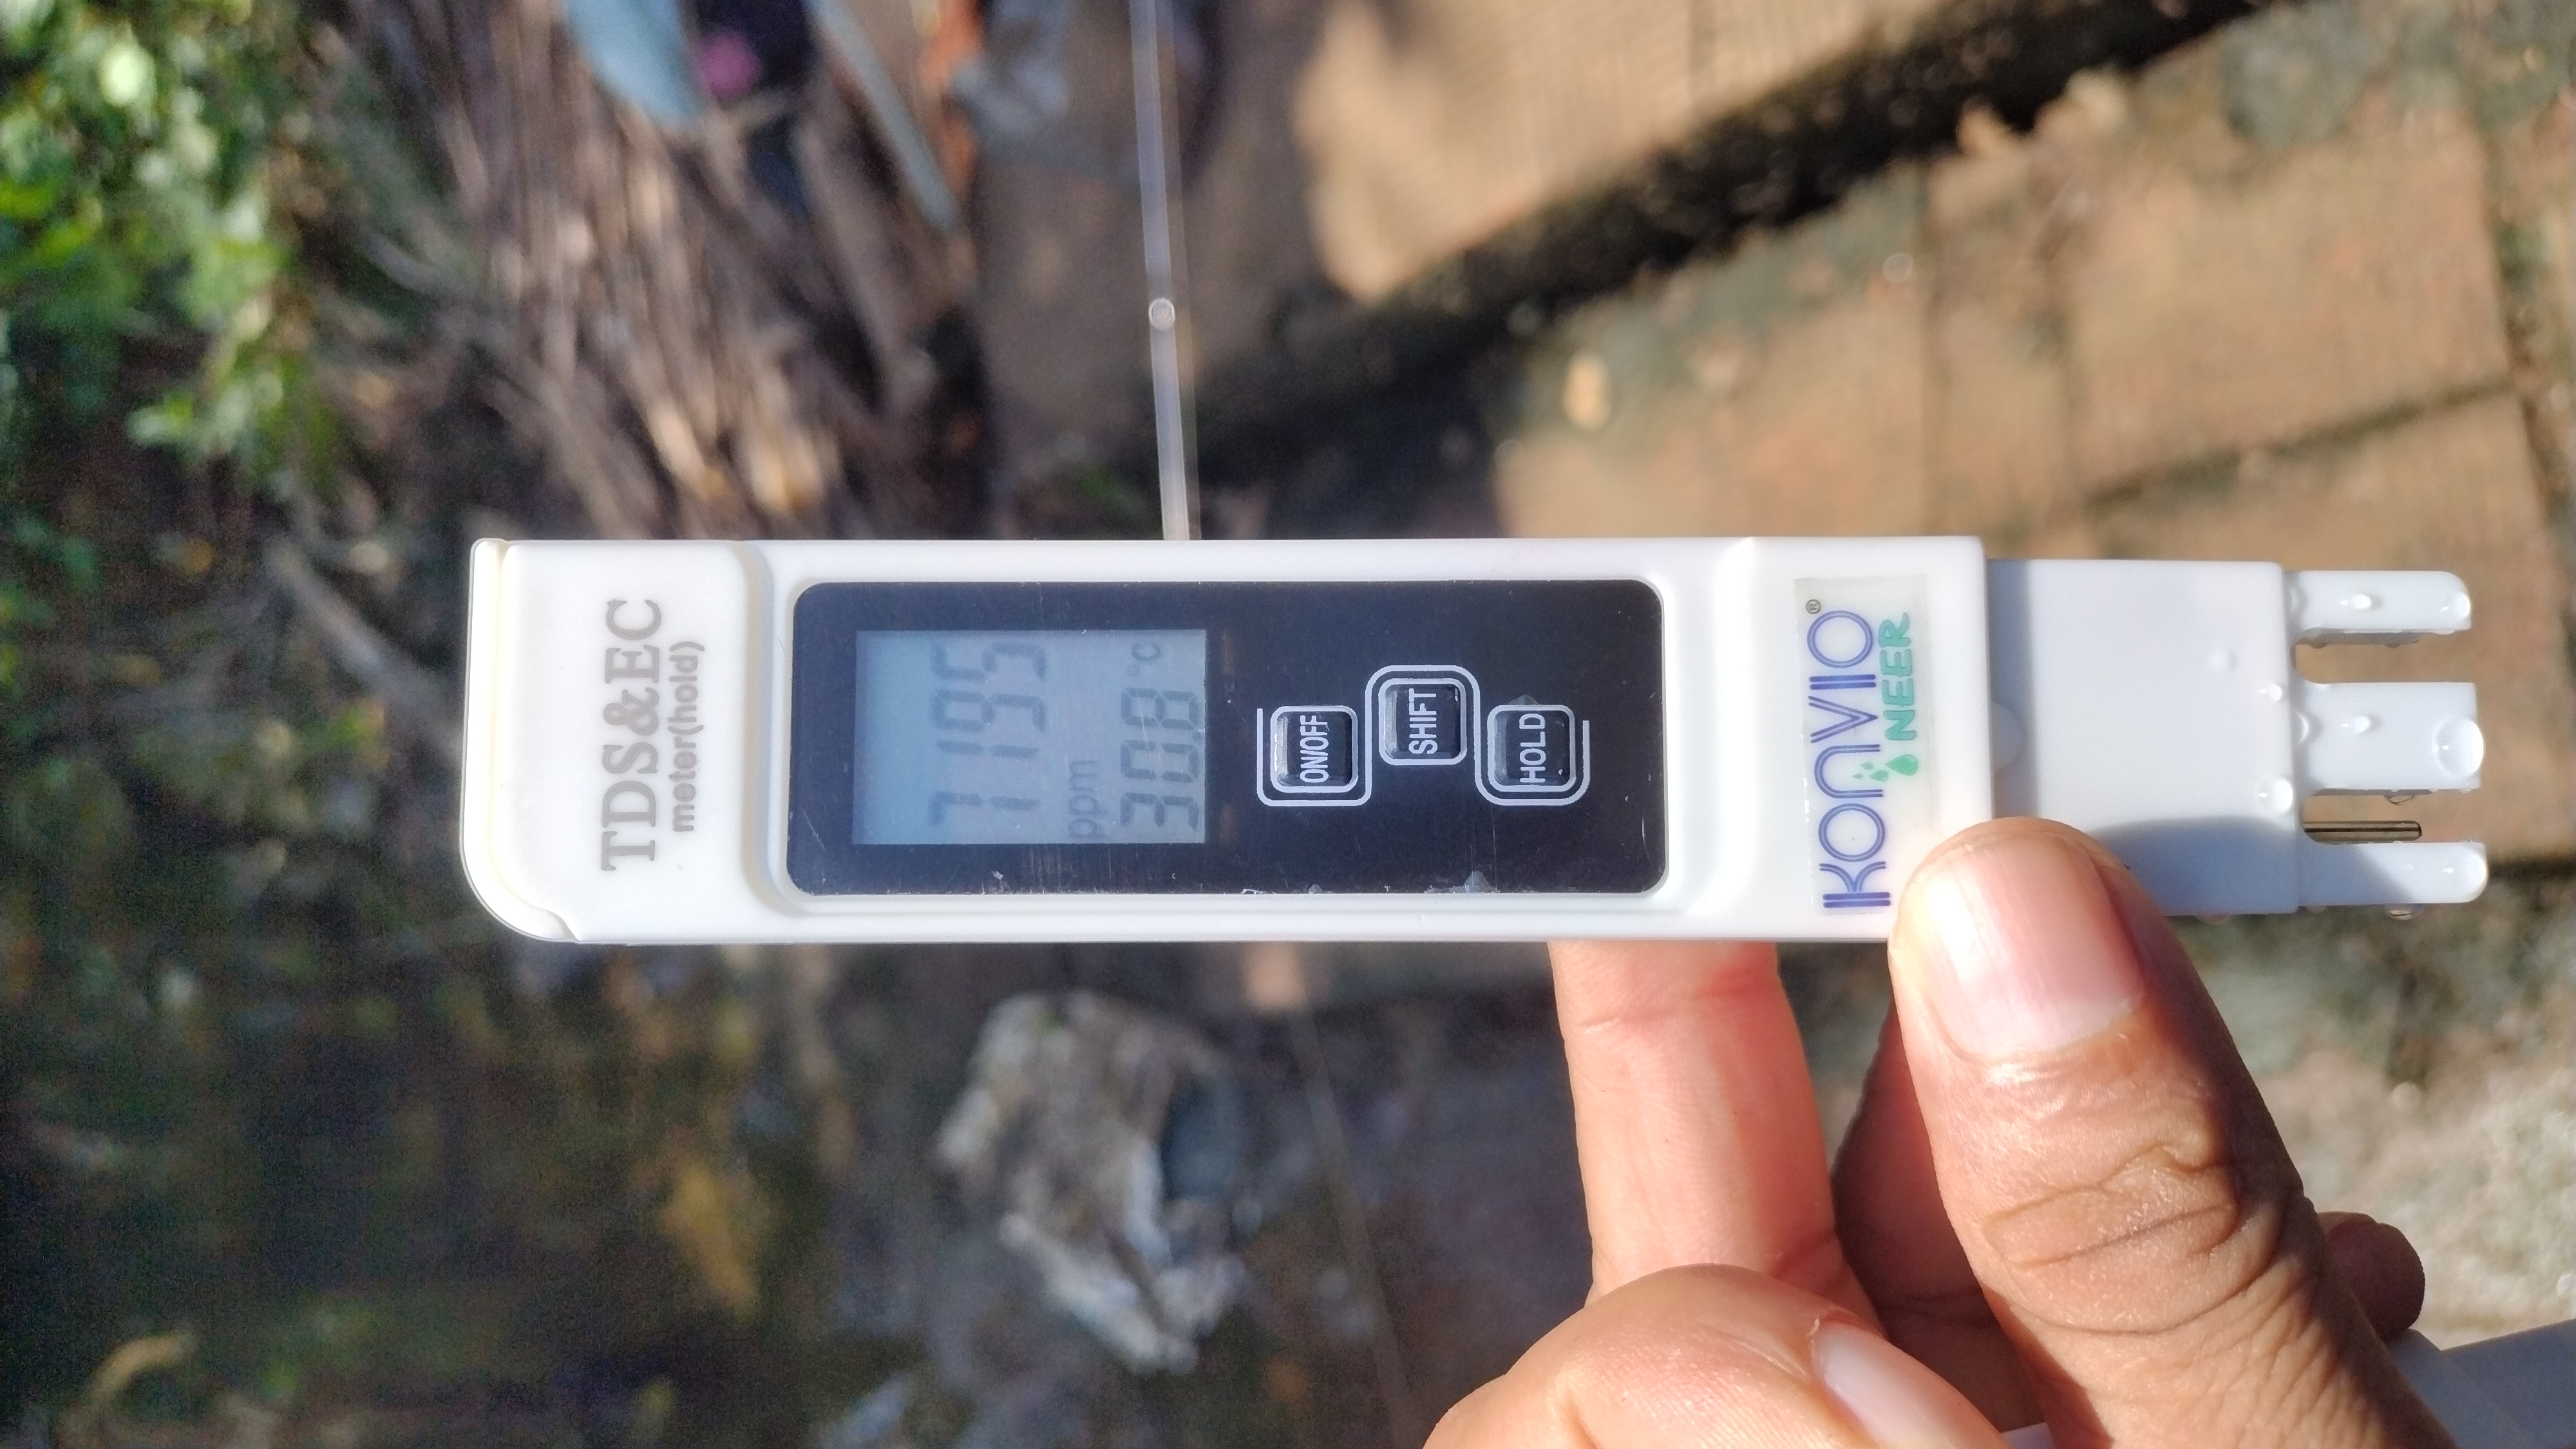 TDS&EC
meter(hold)
7195
ppm
30.8 °C
ON/OFF
SHIFT
HOLD
KONVIO®
NEER